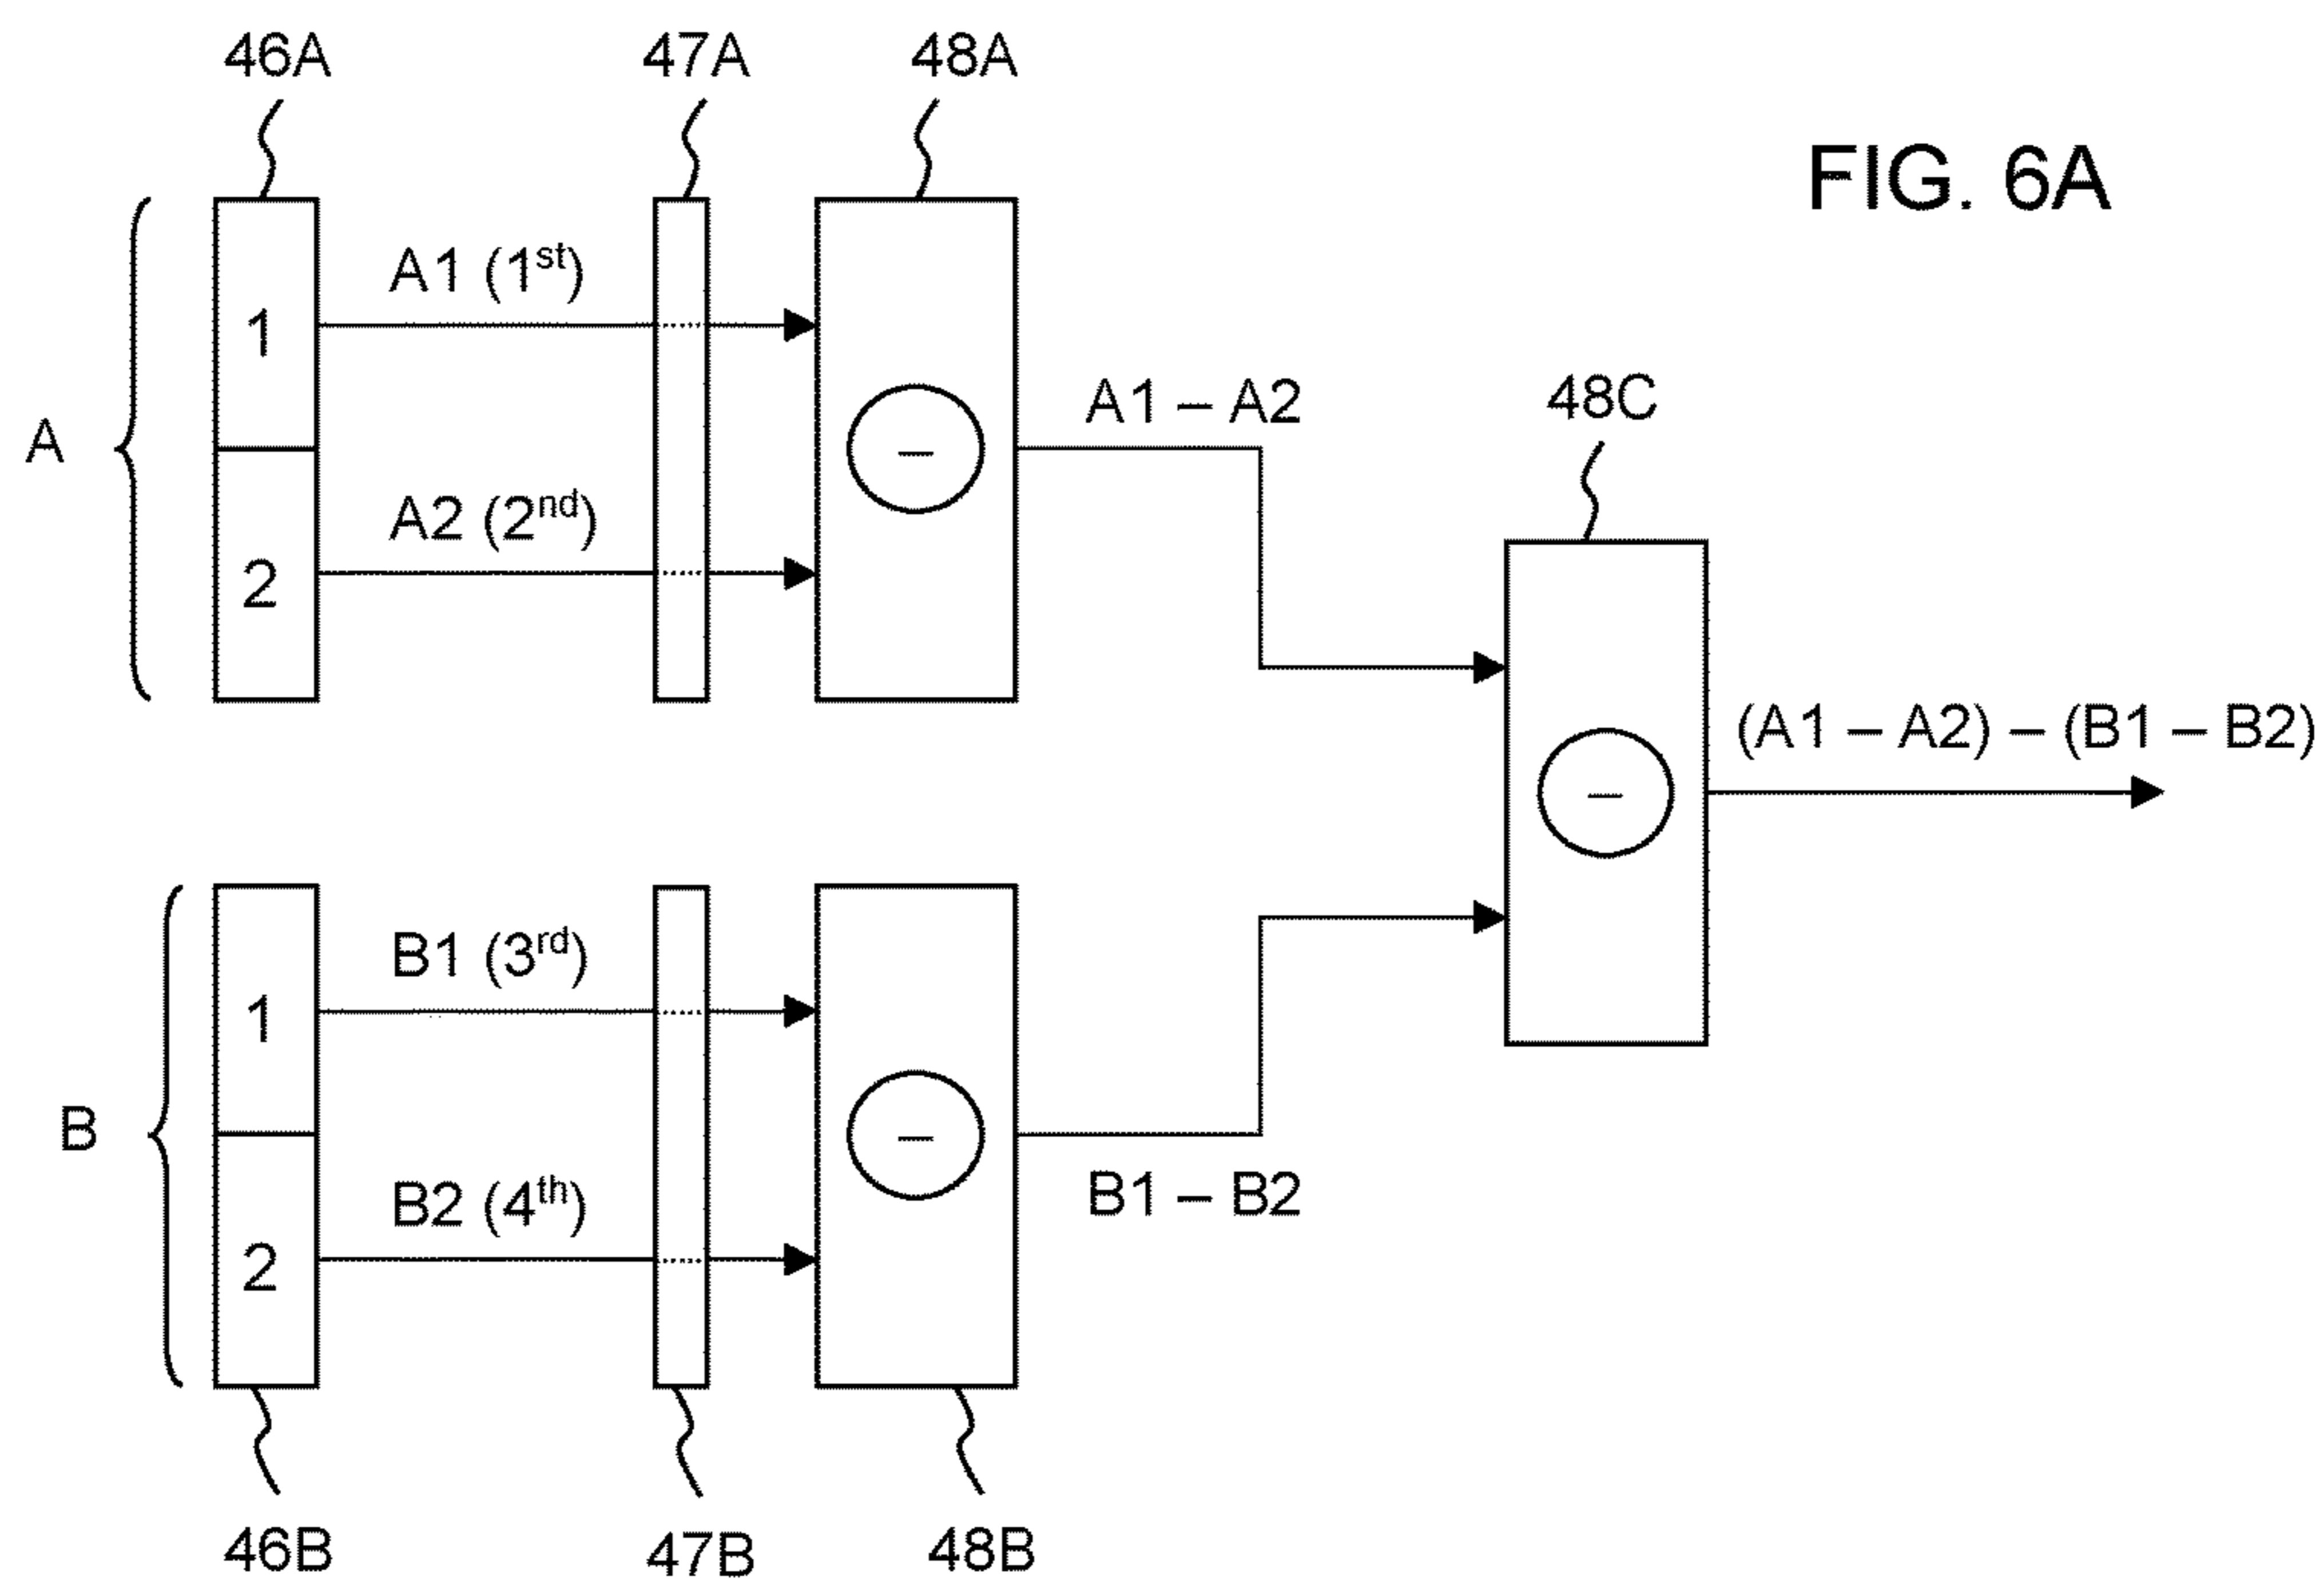 46A 47A 48A
FIG. 6A
A1 (1st)
1
A1 – A2
48C
A
–
A2 (2nd)
2
(A1 – A2) – (B1 – B2)
–
B1 (3rd)
1
B
–
B2 (4th)
B1 – B2
2
46B 47B 48B